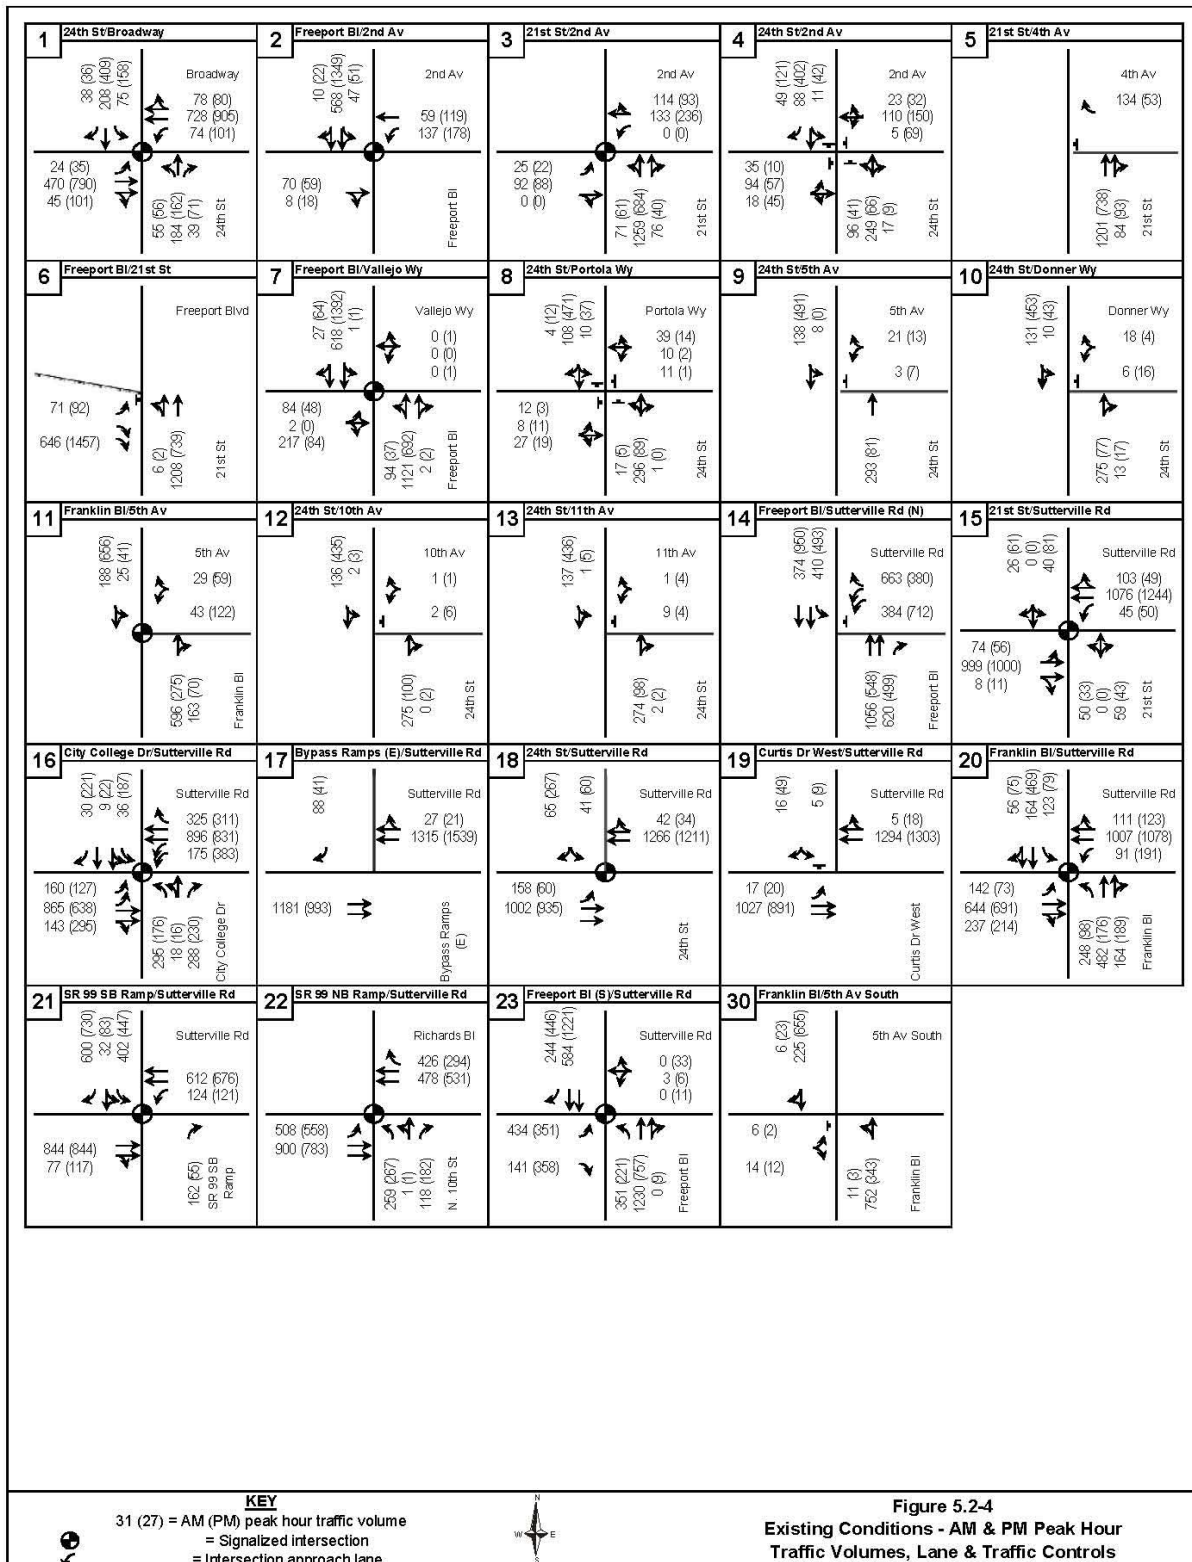 1 24th St/Broadway
38 (36)
208 (409)
75 (158)
Broadway
78 (80)
728 (905)
74 (101)
24 (35)
470 (790)
45 (101)
55 (56)
184 (162)
39 (71)
24th St
2 Freeport Bl/2nd Av
10 (22)
568 (1349)
47 (51)
2nd Av
59 (119)
137 (178)
70 (59)
8 (18)
Freeport Bl
3 21st St/2nd Av
2nd Av
114 (93)
133 (236)
0 (0)
25 (22)
92 (88)
0 (0)
71 (61)
1259 (684)
76 (40)
21st St
4 24th St/2nd Av
49 (121)
88 (402)
11 (42)
2nd Av
23 (32)
110 (150)
5 (69)
35 (10)
94 (57)
18 (45)
96 (41)
249 (66)
17 (9)
24th St
5 21st St/4th Av
4th Av
134 (53)
1201 (738)
84 (93)
21st St
6 Freeport Bl/21st St
Freeport Blvd
71 (92)
646 (1457)
6 (2)
1208 (739)
21st St
7 Freeport Bl/Vallejo Wy
27 (64)
618 (1392)
1 (1)
Vallejo Wy
0 (1)
0 (0)
0 (1)
84 (48)
2 (0)
217 (84)
94 (37)
1121 (692)
2 (2)
Freeport Bl
8 24th St/Portola Wy
4 (12)
108 (471)
10 (37)
Portola Wy
39 (14)
10 (2)
11 (1)
12 (3)
8 (11)
27 (19)
17 (5)
296 (89)
1 (0)
24th St
9 24th St/5th Av
138 (491)
8 (0)
5th Av
21 (13)
3 (7)
293 (81)
24th St
10 24th St/Donner Wy
131 (453)
10 (43)
Donner Wy
18 (4)
6 (16)
275 (77)
13 (17)
24th St
11 Franklin Bl/5th Av
188 (656)
25 (41)
5th Av
29 (59)
43 (122)
596 (275)
163 (70)
Franklin Bl
12 24th St/10th Av
136 (435)
2 (3)
10th Av
1 (1)
2 (6)
275 (100)
0 (2)
24th St
13 24th St/11th Av
137 (436)
1 (5)
11th Av
1 (4)
9 (4)
274 (98)
2 (2)
24th St
14 Freeport Bl/Sutterville Rd (N)
374 (950)
410 (493)
Sutterville Rd
663 (380)
384 (712)
1056 (548)
620 (499)
Freeport Bl
15 21st St/Sutterville Rd
26 (61)
0 (0)
40 (81)
Sutterville Rd
103 (49)
1076 (1244)
45 (50)
74 (56)
999 (1000)
8 (11)
50 (33)
0 (0)
59 (43)
21st St
16 City College Dr/Sutterville Rd
30 (221)
9 (22)
36 (187)
Sutterville Rd
325 (311)
896 (831)
175 (383)
160 (127)
865 (638)
143 (295)
295 (176)
18 (16)
288 (230)
City College Dr
17 Bypass Ramps (E)/Sutterville Rd
88 (41)
Sutterville Rd
27 (21)
1315 (1539)
1181 (993)
Bypass Ramps
(E)
18 24th St/Sutterville Rd
65 (267)
41 (60)
Sutterville Rd
42 (34)
1266 (1211)
158 (60)
1002 (935)
24th St
19 Curtis Dr West/Sutterville Rd
16 (49)
5 (9)
Sutterville Rd
5 (18)
1294 (1303)
17 (20)
1027 (891)
Curtis Dr West
20 Franklin Bl/Sutterville Rd
56 (75)
164 (469)
123 (79)
Sutterville Rd
111 (123)
1007 (1078)
91 (191)
142 (73)
644 (691)
237 (214)
248 (98)
482 (176)
164 (189)
Franklin Bl
21 SR 99 SB Ramp/Sutterville Rd
600 (730)
32 (83)
402 (447)
Sutterville Rd
612 (676)
124 (121)
844 (844)
77 (117)
162 (55)
SR 99 SB
Ramp
22 SR 99 NB Ramp/Sutterville Rd
Richards Bl
426 (294)
478 (531)
508 (558)
900 (783)
259 (267)
1 (1)
118 (182)
N. 10th St
23 Freeport Bl (S)/Sutterville Rd
244 (446)
584 (1221)
Sutterville Rd
0 (33)
3 (6)
0 (11)
434 (351)
141 (358)
351 (221)
1230 (757)
0 (9)
Freeport Bl
30 Franklin Bl/5th Av South
6 (23)
225 (655)
5th Av South
6 (2)
14 (12)
11 (3)
752 (343)
Franklin Bl
KEY
31 (27) = AM (PM) peak hour traffic volume
= Signalized intersection
= Intersection approach lane
N
W E
S
Figure 5.2-4
Existing Conditions - AM & PM Peak Hour
Traffic Volumes, Lane & Traffic Controls